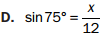 D. sin 75° = x/12